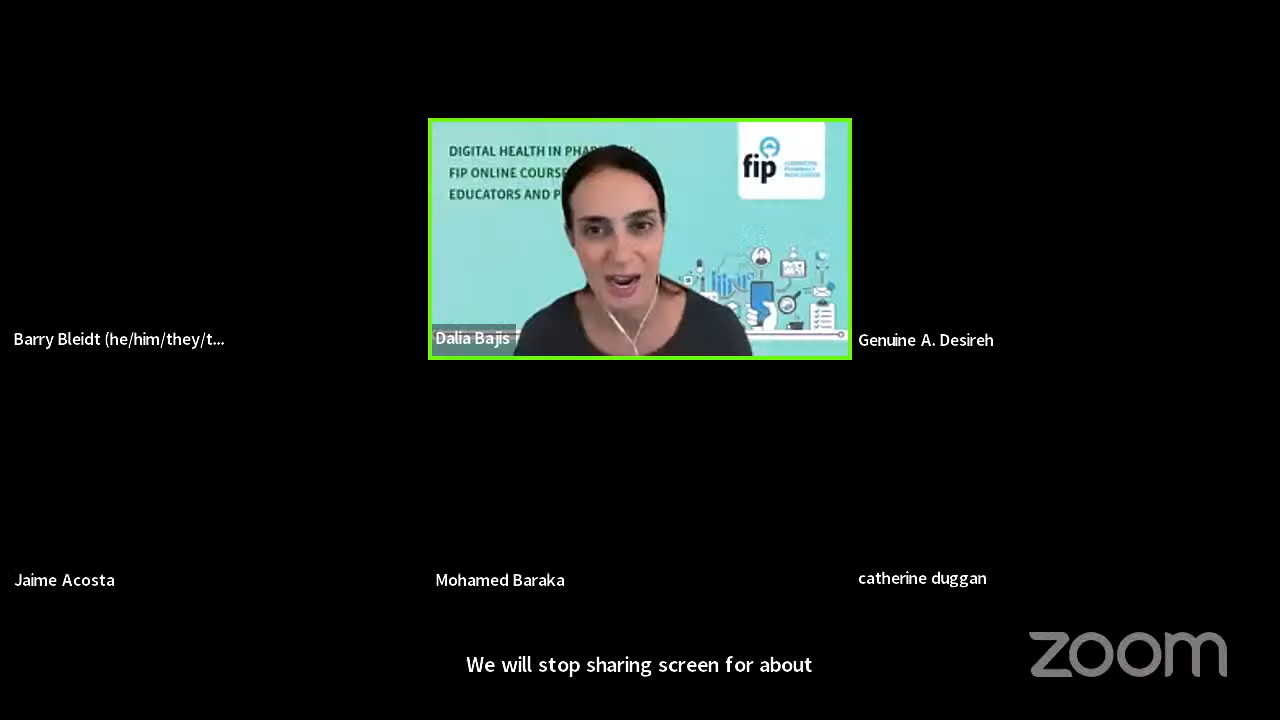 DIGITAL HEALTH IN
FIP ONLINE COURSE
EDUCATORS AND
fip
Dalia Bajis
Barry Bleidt (he/him/they/t...
Genuine A. Desireh
Jaime Acosta
Mohamed Baraka
catherine duggan
We will stop sharing screen for about
zoom